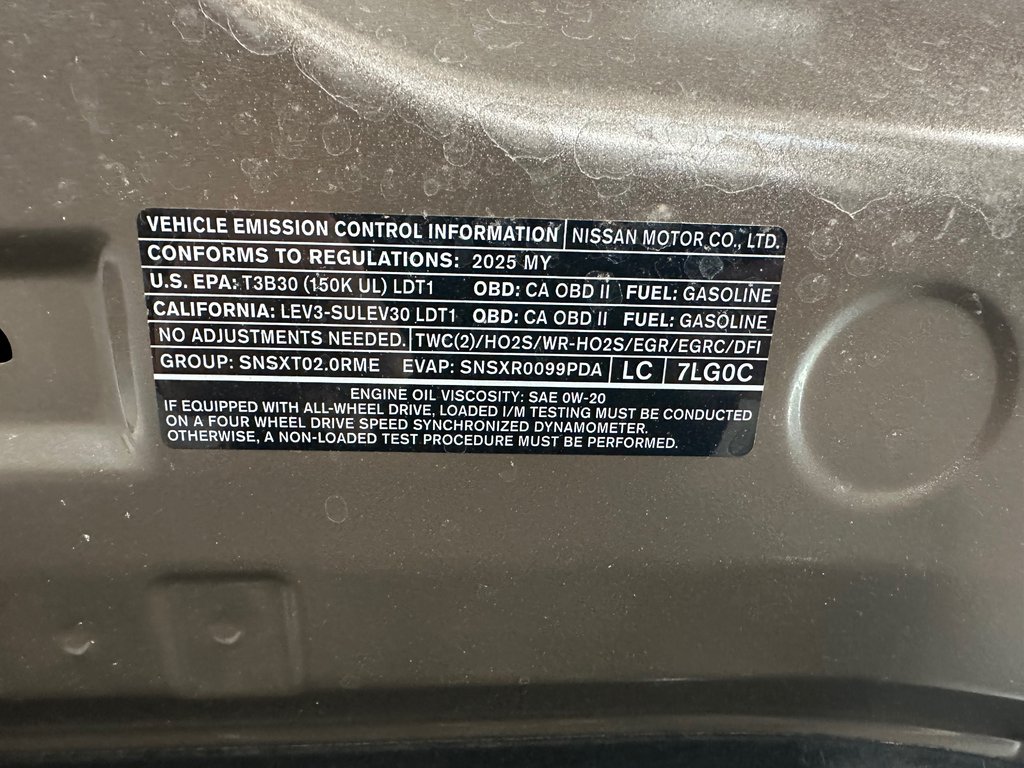 VEHICLE EMISSION CONTROL INFORMATION NISSAN MOTOR CO., LTD.
CONFORMS TO REGULATIONS: 2025 MY
U.S. EPA: T3B30 (150K UL) LDT1 OBD: CA OBD II FUEL: GASOLINE
CALIFORNIA: LEV3-SULEV30 LDT1 OBD: CA OBD II FUEL: GASOLINE
NO ADJUSTMENTS NEEDED. TWC(2)/HO2S/WR-HO2S/EGR/EGRC/DFI
GROUP: SNSXT02.0RME EVAP: SNSXR0099PDA LC 7LG0C
ENGINE OIL VISCOSITY: SAE 0W-20
IF EQUIPPED WITH ALL-WHEEL DRIVE, LOADED I/M TESTING MUST BE CONDUCTED
ON A FOUR WHEEL DRIVE SPEED SYNCHRONIZED DYNAMOMETER.
OTHERWISE, A NON-LOADED TEST PROCEDURE MUST BE PERFORMED.